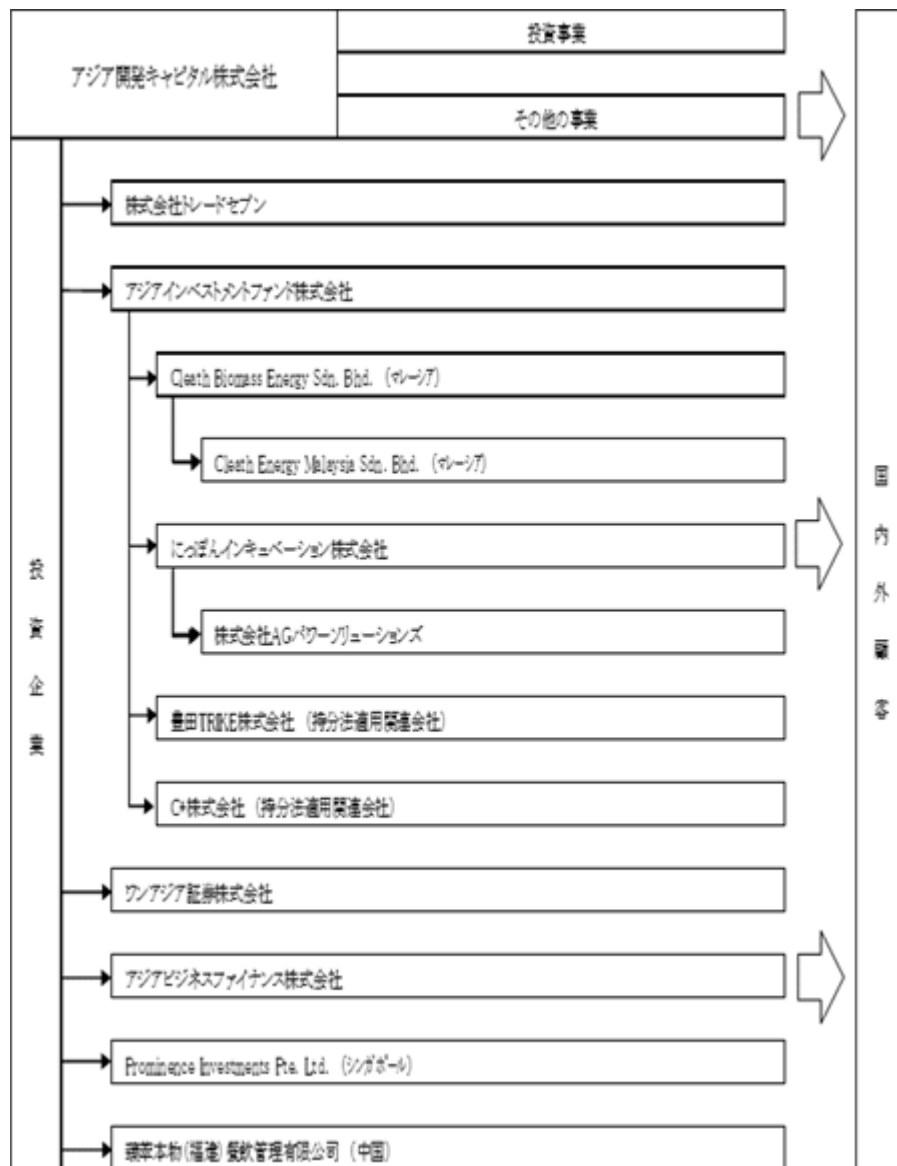 アジア開発キャピタル株式会社
投資事業
その他の事業
株式会社トレードセブン
アジアインベストメントファンド株式会社
Cleath Biomass Energy Sdn. Bhd. (マレーシア)
Cleath Energy Malaysia Sdn. Bhd. (マレーシア)
にっぽんインキュベーション株式会社
株式会社AGパワーソリューションズ
豊田TRIKE株式会社 (持分法適用関連会社)
C+株式会社 (持分法適用関連会社)
ワンアジア証券株式会社
アジアビジネスファイナンス株式会社
Prominence Investments Pte. Ltd. (シンガポール)
本物(福建)餐飲管理有限公司 (中国)
投資企業
国内外顧客